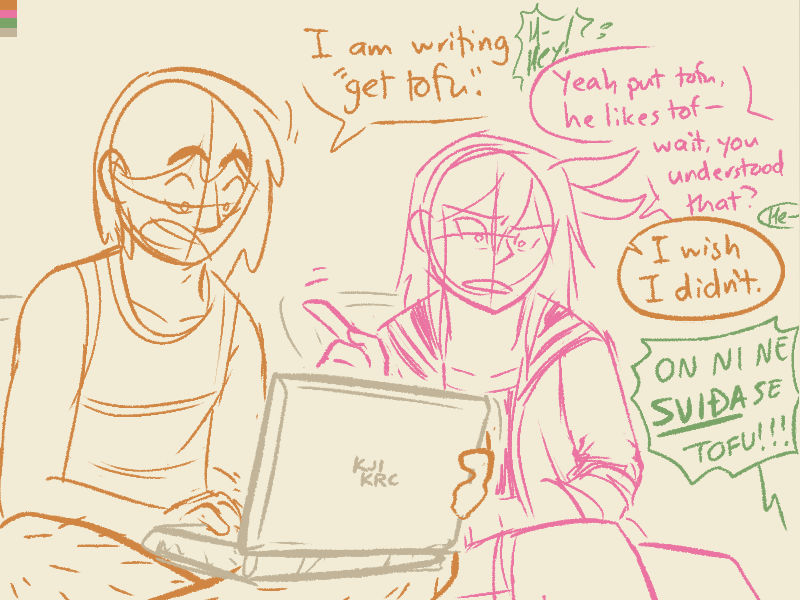 I am writing
"get tofu".
H-
Hey!?
Yeah put tofu,
he likes tof—
wait, you
understood
that?
He—
I wish
I didn't.
ON NI NE
SVIĐA SE
TOFU!!!
KJI
KRC